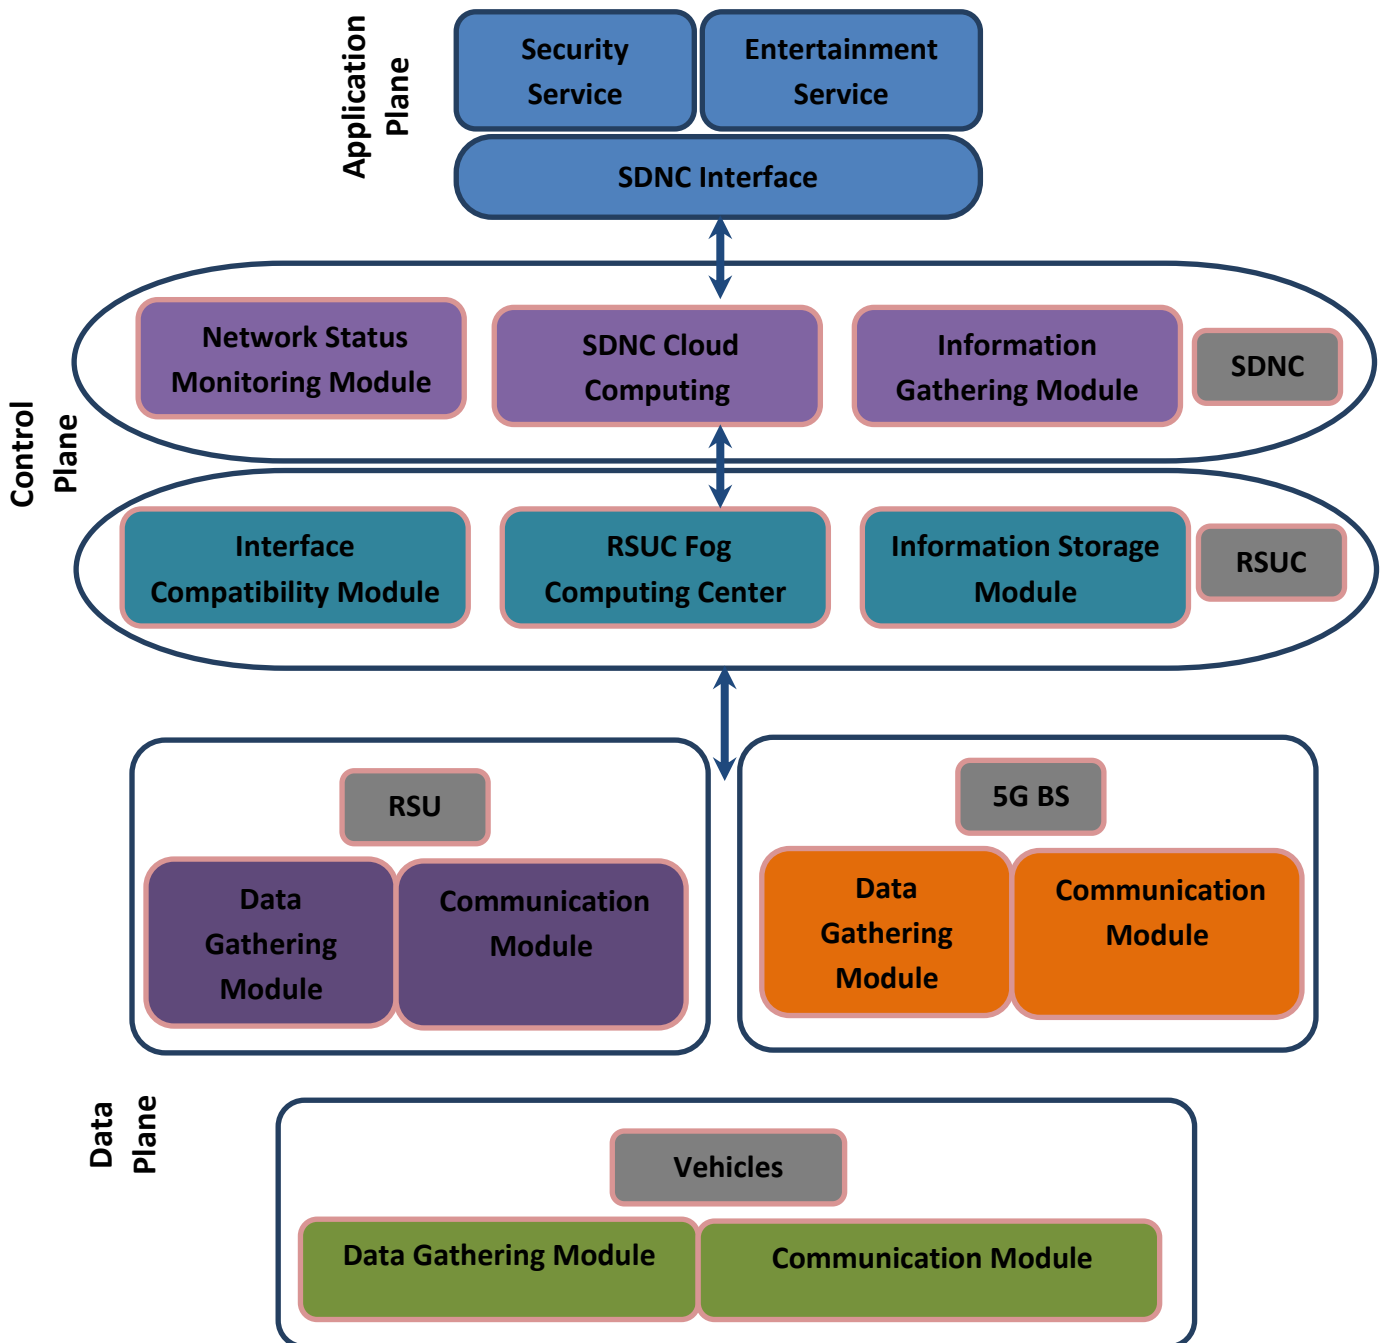 Application
Plane
Security
Service
Entertainment
Service
SDNC Interface
Control
Plane
Network Status
Monitoring Module
SDNC Cloud
Computing
Information
Gathering Module
SDNC
Interface
Compatibility Module
RSUC Fog
Computing Center
Information Storage
Module
RSUC
RSU
Data
Gathering
Module
Communication
Module
5G BS
Data
Gathering
Module
Communication
Module
Data
Plane
Vehicles
Data Gathering Module
Communication Module